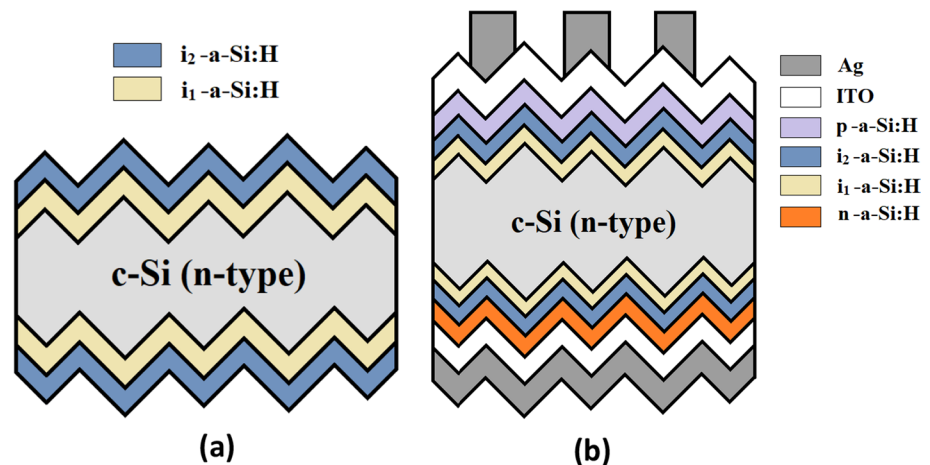 i₂-a-Si:H
i₁-a-Si:H
c-Si (n-type)
(a)
Ag
ITO
p-a-Si:H
i₂-a-Si:H
i₁-a-Si:H
n-a-Si:H
c-Si (n-type)
(b)